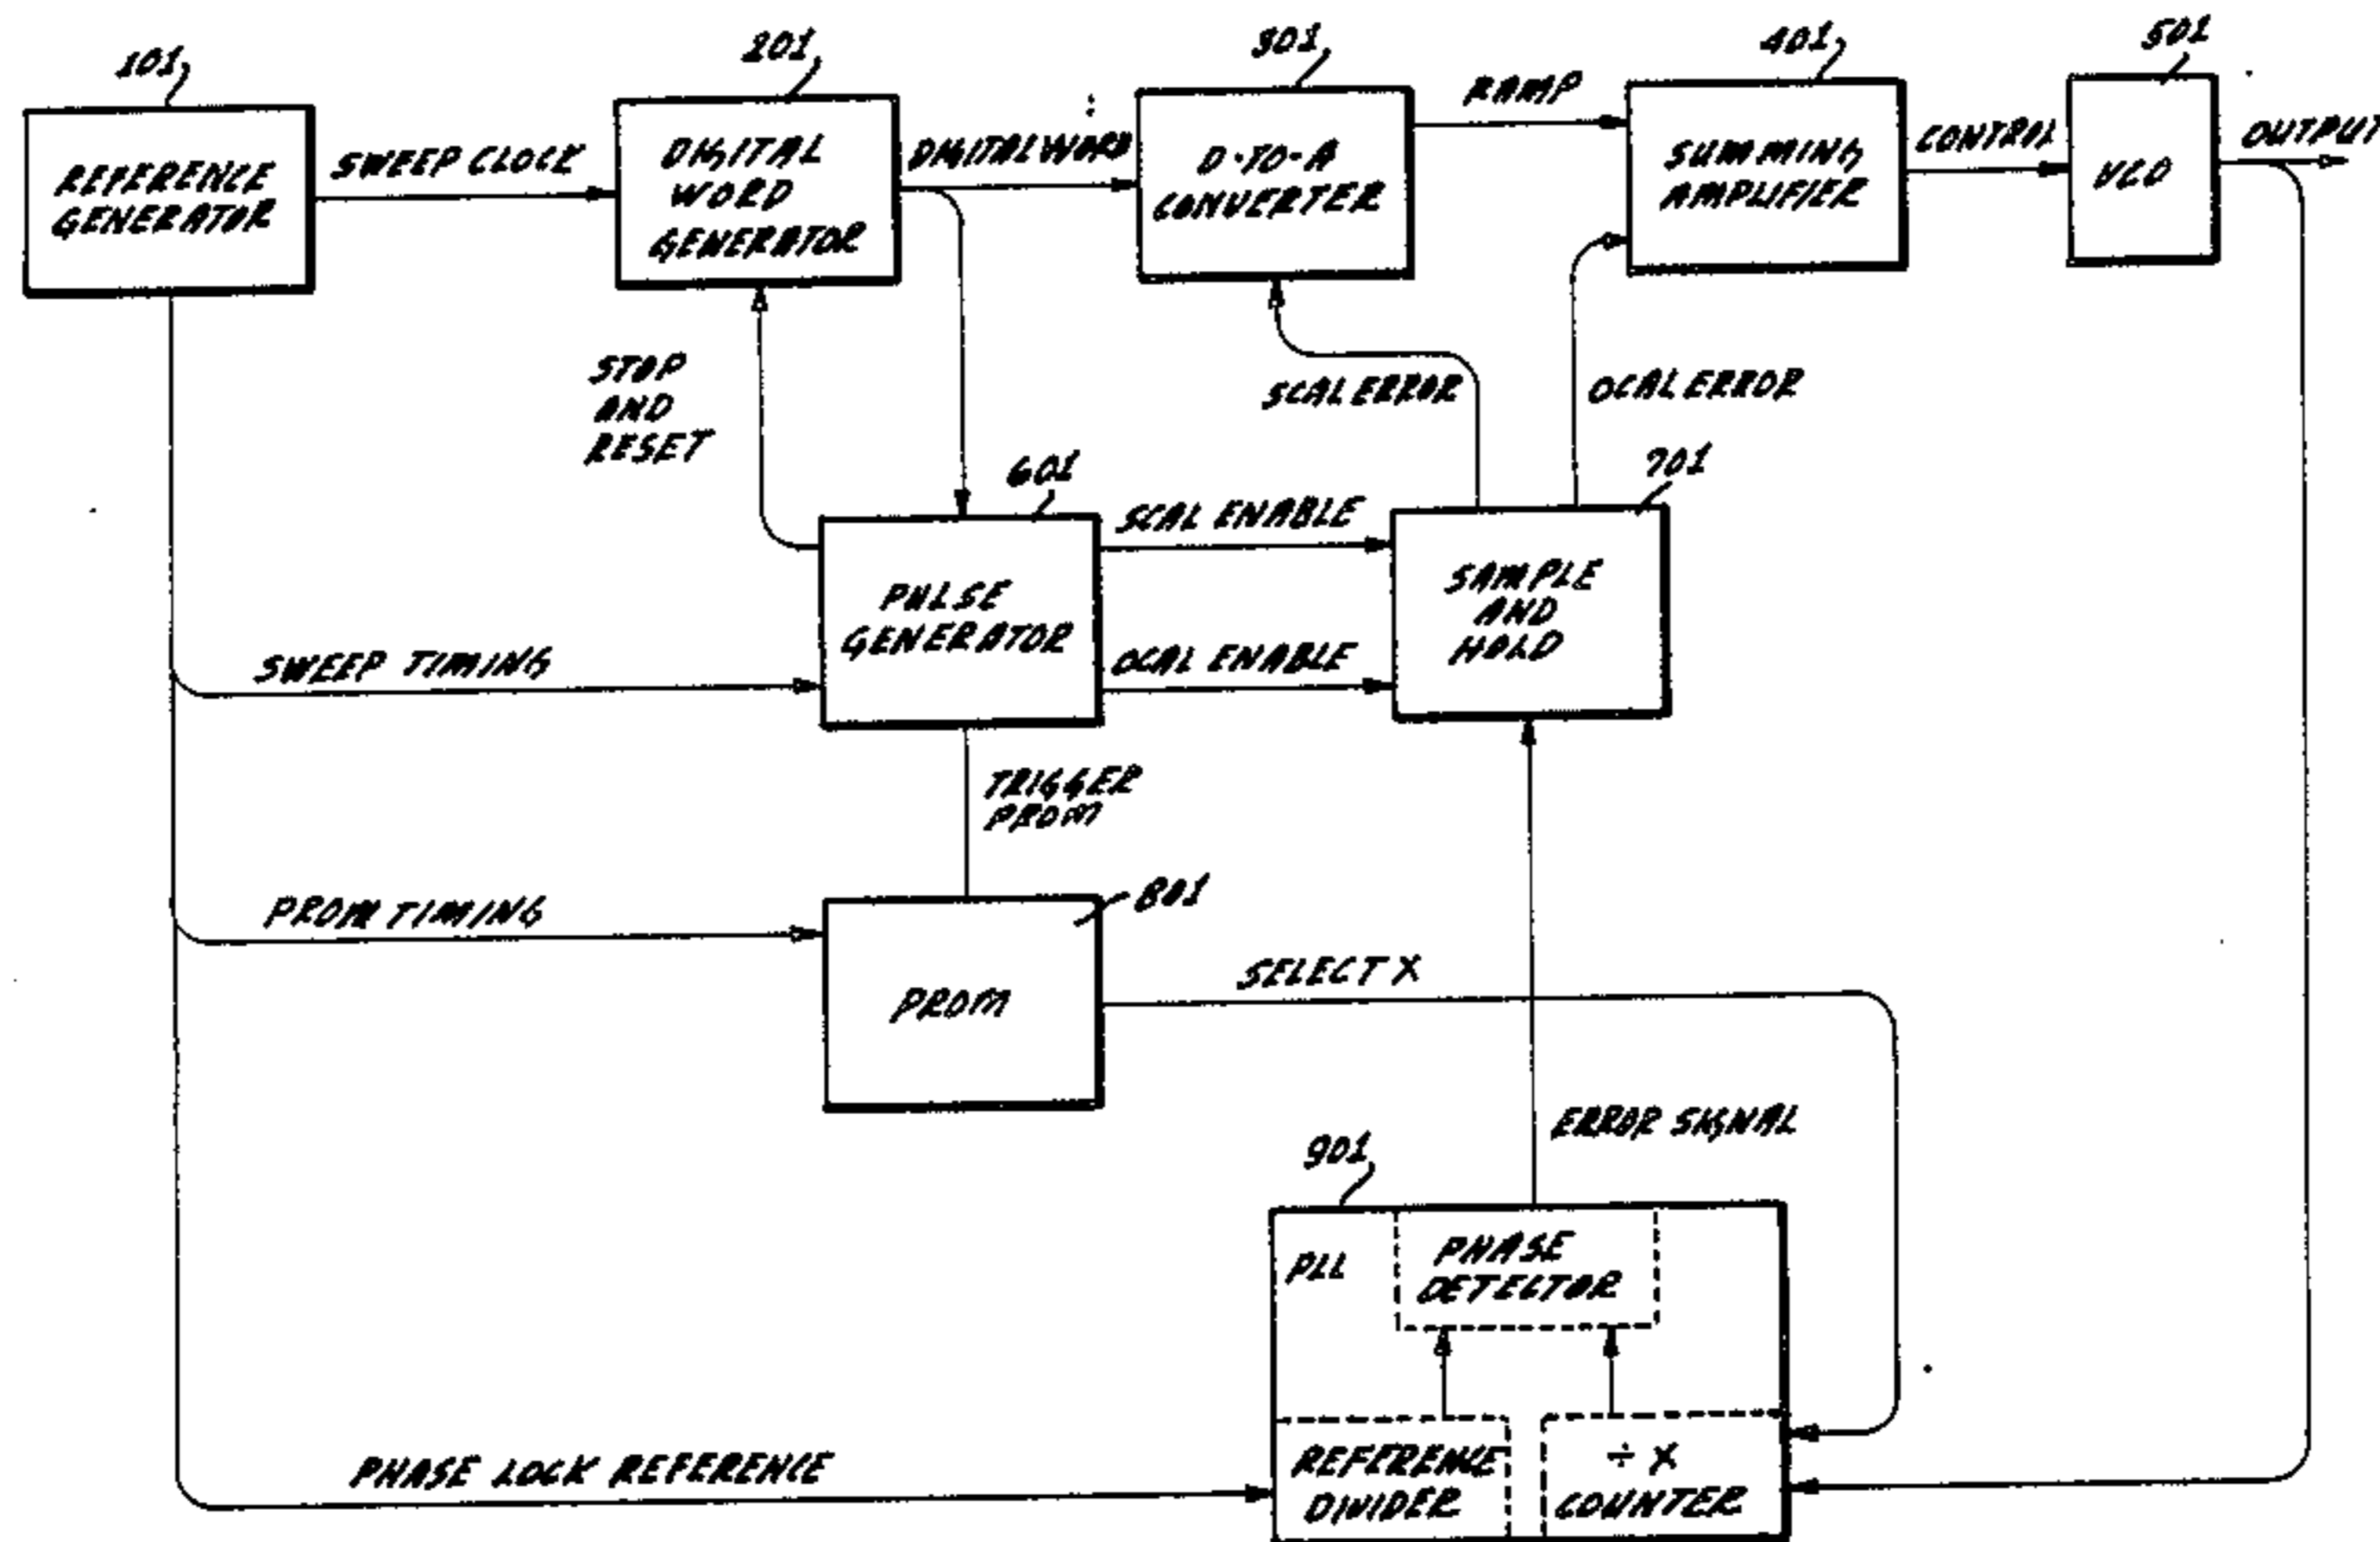 101
201
301
401
501
REFERENCE
GENERATOR
SWEEP CLOCK
DIGITAL
WORD
GENERATOR
DIGITAL WORD
D-TO-A
CONVERTER
RAMP
SUMMING
AMPLIFIER
CONTROL
VCO
OUTPUT
STOP
AND
RESET
SCAL ERROR
OCAL ERROR
601
701
PULSE
GENERATOR
SCAL ENABLE
OCAL ENABLE
SAMPLE
AND
HOLD
SWEEP TIMING
TRIGGER
PROM
PROM TIMING
801
PROM
SELECT X
ERROR SIGNAL
901
PLL
PHASE
DETECTOR
REFERENCE
DIVIDER
÷ X
COUNTER
PHASE LOCK REFERENCE